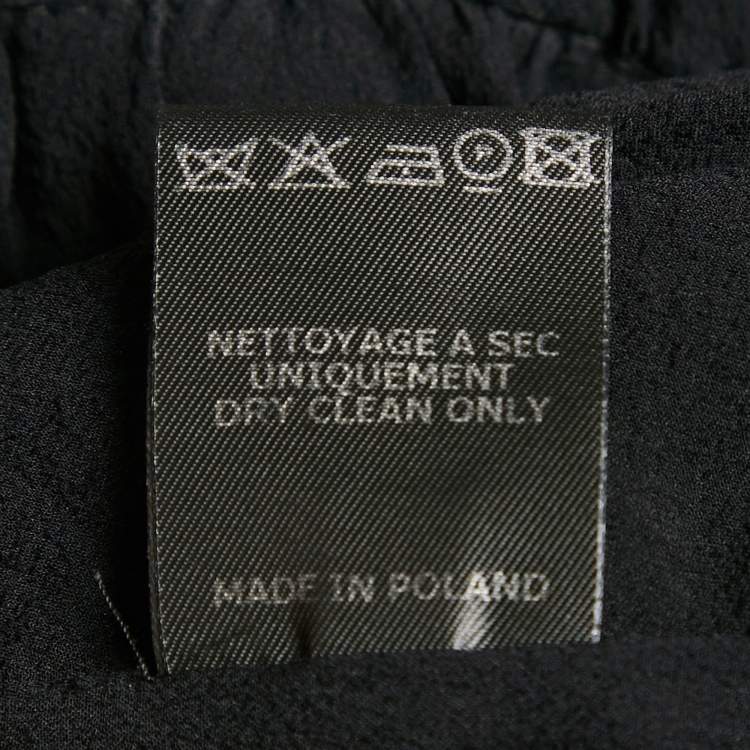 P
NETTOYAGE A SEC
UNIQUEMENT
DRY CLEAN ONLY
MADE IN POLAND